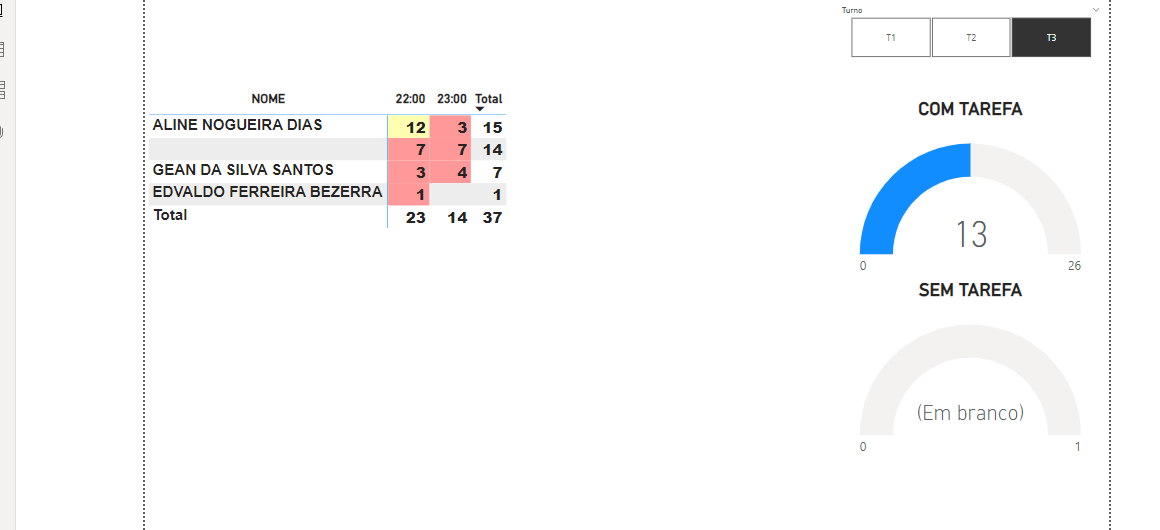 Turno
T1 T2 T3
NOME 22:00 23:00 Total
ALINE NOGUEIRA DIAS 12 3 15
7 7 14
GEAN DA SILVA SANTOS 3 4 7
EDVALDO FERREIRA BEZERRA 1 1
Total 23 14 37
COM TAREFA
13
0 26
SEM TAREFA
(Em branco)
0 1